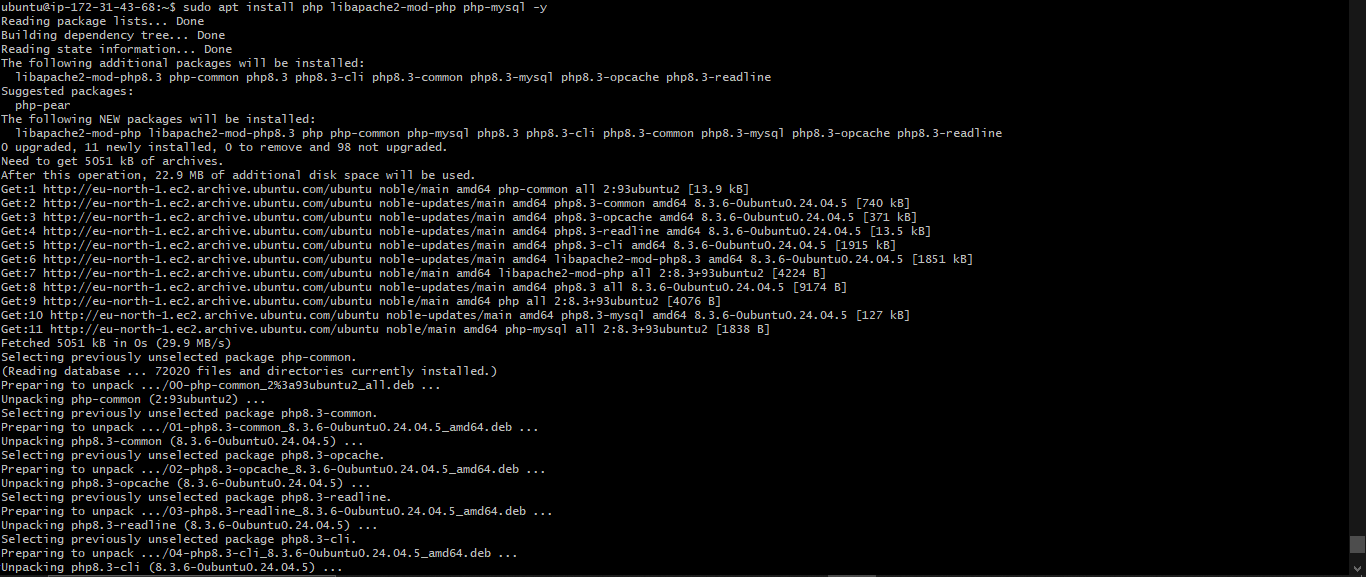 ubuntu@ip-172-31-43-68:~$ sudo apt install php libapache2-mod-php php-mysql -y
Reading package lists... Done
Building dependency tree... Done
Reading state information... Done
The following additional packages will be installed:
  libapache2-mod-php8.3 php-common php8.3 php8.3-cli php8.3-common php8.3-mysql php8.3-opcache php8.3-readline
Suggested packages:
  php-pear
The following NEW packages will be installed:
  libapache2-mod-php libapache2-mod-php8.3 php php-common php-mysql php8.3 php8.3-cli php8.3-common php8.3-mysql php8.3-opcache php8.3-readline
0 upgraded, 11 newly installed, 0 to remove and 98 not upgraded.
Need to get 5051 kB of archives.
After this operation, 22.9 MB of additional disk space will be used.
Get:1 http://eu-north-1.ec2.archive.ubuntu.com/ubuntu noble/main amd64 php-common all 2:93ubuntu2 [13.9 kB]
Get:2 http://eu-north-1.ec2.archive.ubuntu.com/ubuntu noble-updates/main amd64 php8.3-common amd64 8.3.6-0ubuntu0.24.04.5 [740 kB]
Get:3 http://eu-north-1.ec2.archive.ubuntu.com/ubuntu noble-updates/main amd64 php8.3-opcache amd64 8.3.6-0ubuntu0.24.04.5 [371 kB]
Get:4 http://eu-north-1.ec2.archive.ubuntu.com/ubuntu noble-updates/main amd64 php8.3-readline amd64 8.3.6-0ubuntu0.24.04.5 [13.5 kB]
Get:5 http://eu-north-1.ec2.archive.ubuntu.com/ubuntu noble-updates/main amd64 php8.3-cli amd64 8.3.6-0ubuntu0.24.04.5 [1915 kB]
Get:6 http://eu-north-1.ec2.archive.ubuntu.com/ubuntu noble-updates/main amd64 libapache2-mod-php8.3 amd64 8.3.6-0ubuntu0.24.04.5 [1851 kB]
Get:7 http://eu-north-1.ec2.archive.ubuntu.com/ubuntu noble/main amd64 libapache2-mod-php all 2:8.3+93ubuntu2 [4224 B]
Get:8 http://eu-north-1.ec2.archive.ubuntu.com/ubuntu noble-updates/main amd64 php8.3 all 8.3.6-0ubuntu0.24.04.5 [9174 B]
Get:9 http://eu-north-1.ec2.archive.ubuntu.com/ubuntu noble/main amd64 php all 2:8.3+93ubuntu2 [4076 B]
Get:10 http://eu-north-1.ec2.archive.ubuntu.com/ubuntu noble-updates/main amd64 php8.3-mysql amd64 8.3.6-0ubuntu0.24.04.5 [127 kB]
Get:11 http://eu-north-1.ec2.archive.ubuntu.com/ubuntu noble/main amd64 php-mysql all 2:8.3+93ubuntu2 [1838 B]
Fetched 5051 kB in 0s (29.9 MB/s)
Selecting previously unselected package php-common.
(Reading database ... 72020 files and directories currently installed.)
Preparing to unpack .../00-php-common_2%3a93ubuntu2_all.deb ...
Unpacking php-common (2:93ubuntu2) ...
Selecting previously unselected package php8.3-common.
Preparing to unpack .../01-php8.3-common_8.3.6-0ubuntu0.24.04.5_amd64.deb ...
Unpacking php8.3-common (8.3.6-0ubuntu0.24.04.5) ...
Selecting previously unselected package php8.3-opcache.
Preparing to unpack .../02-php8.3-opcache_8.3.6-0ubuntu0.24.04.5_amd64.deb ...
Unpacking php8.3-opcache (8.3.6-0ubuntu0.24.04.5) ...
Selecting previously unselected package php8.3-readline.
Preparing to unpack .../03-php8.3-readline_8.3.6-0ubuntu0.24.04.5_amd64.deb ...
Unpacking php8.3-readline (8.3.6-0ubuntu0.24.04.5) ...
Selecting previously unselected package php8.3-cli.
Preparing to unpack .../04-php8.3-cli_8.3.6-0ubuntu0.24.04.5_amd64.deb ...
Unpacking php8.3-cli (8.3.6-0ubuntu0.24.04.5) ...